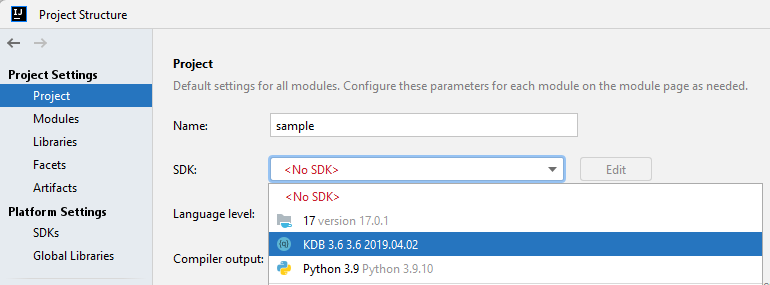 IJ
Project Structure
Project Settings
Project
Modules
Libraries
Facets
Artifacts
Platform Settings
SDKs
Global Libraries
Project
Default settings for all modules. Configure these parameters for each module on the module page as needed.
Name: sample
SDK: <No SDK> Edit
<No SDK>
Language level: 17 version 17.0.1
(q) KDB 3.6 3.6 2019.04.02
Compiler output: Python 3.9 Python 3.9.10